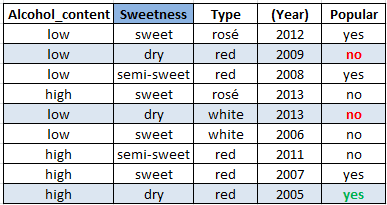 Alcohol_content Sweetness Type (Year) Popular
low sweet rosé 2012 yes
low dry red 2009 no
low semi-sweet red 2008 yes
high sweet rosé 2013 no
low dry white 2013 no
low sweet white 2006 no
high semi-sweet red 2011 no
high sweet red 2007 yes
high dry red 2005 yes